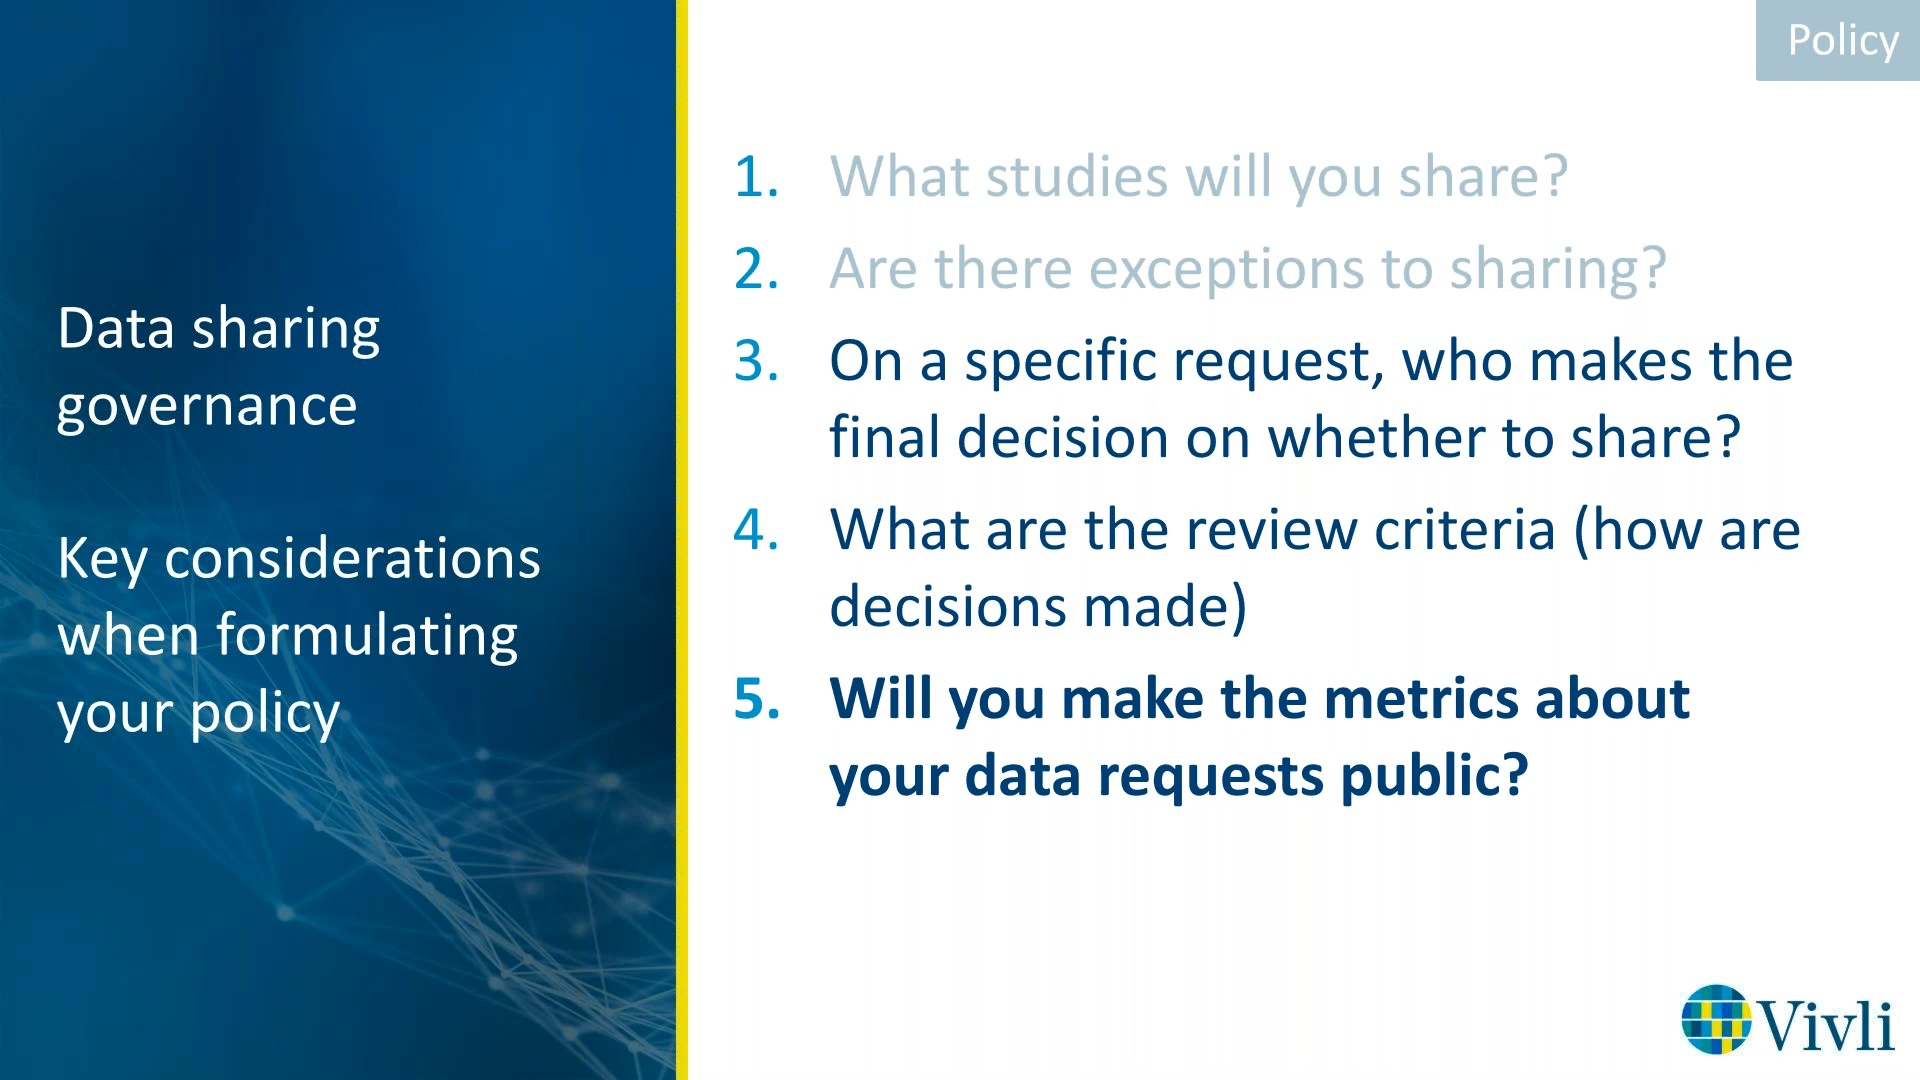 Policy
Data sharing
governance
Key considerations
when formulating
your policy
1. What studies will you share?
2. Are there exceptions to sharing?
3. On a specific request, who makes the
final decision on whether to share?
4. What are the review criteria (how are
decisions made)
5. Will you make the metrics about
your data requests public?
Vivli